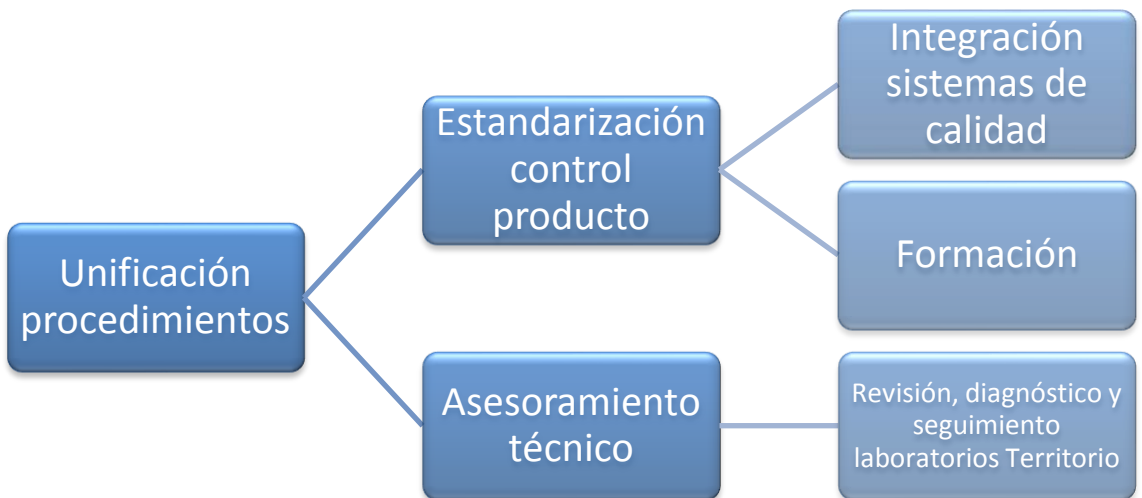 Unificación
procedimientos
Estandarización
control
producto
Integración
sistemas de
calidad
Formación
Asesoramiento
técnico
Revisión, diagnóstico y
seguimiento
laboratorios Territorio